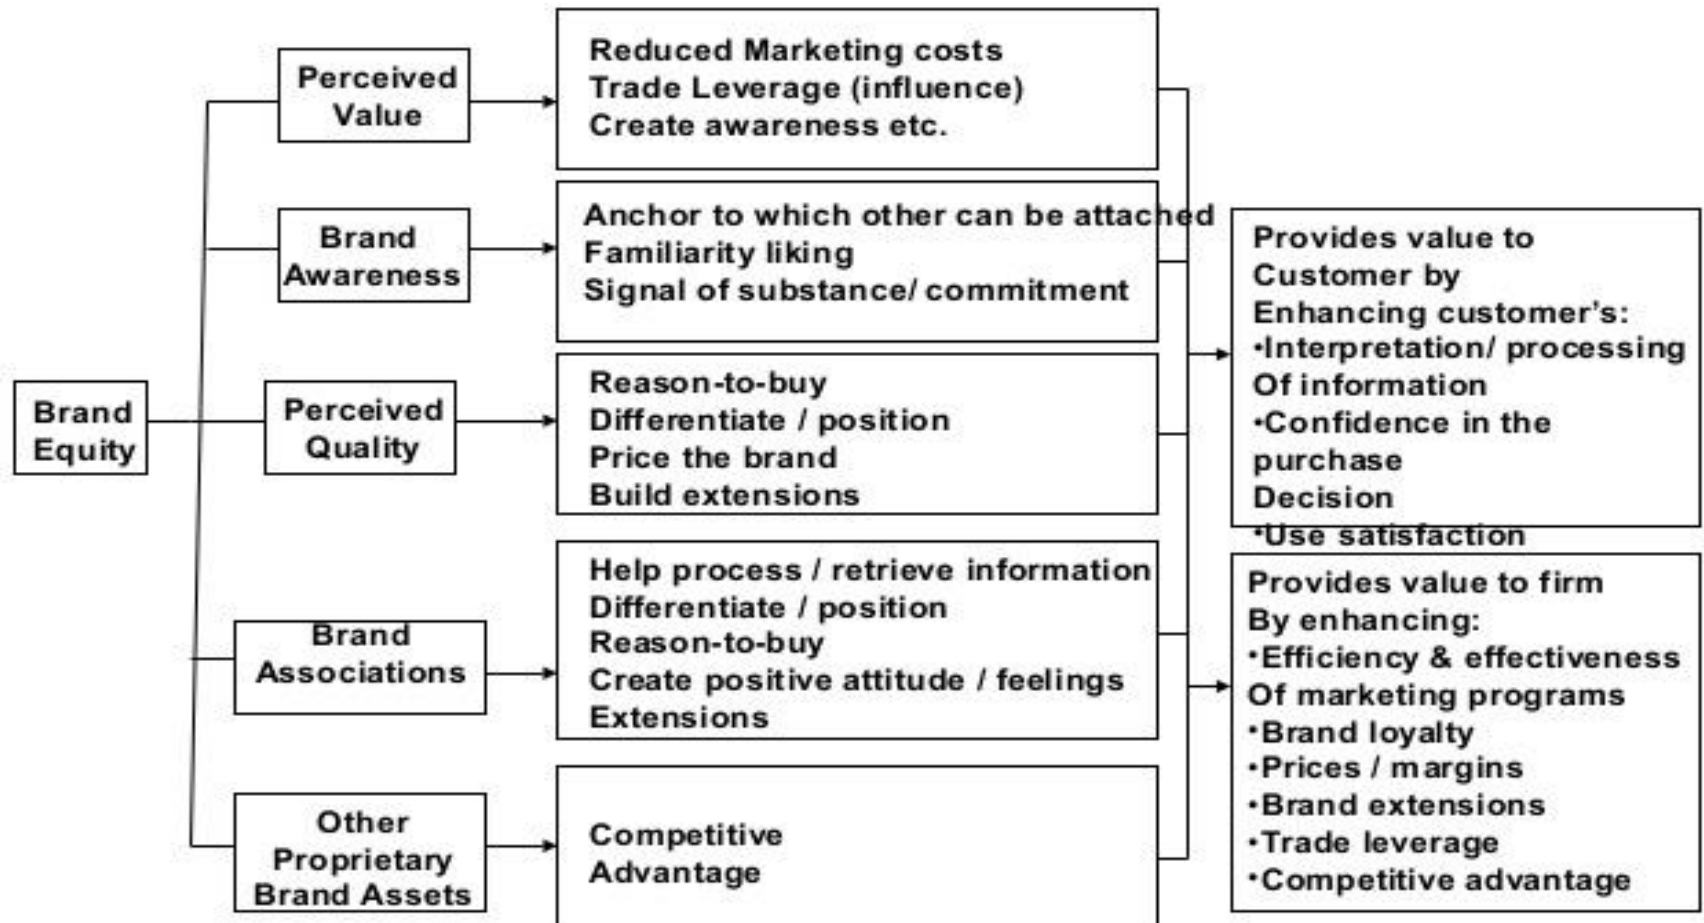 Brand
Equity
Perceived
Value
Reduced Marketing costs
Trade Leverage (influence)
Create awareness etc.
Brand
Awareness
Anchor to which other can be attached
Familiarity liking
Signal of substance/ commitment
Perceived
Quality
Reason-to-buy
Differentiate / position
Price the brand
Build extensions
Brand
Associations
Help process / retrieve information
Differentiate / position
Reason-to-buy
Create positive attitude / feelings
Extensions
Other
Proprietary
Brand Assets
Competitive
Advantage
Provides value to
Customer by
Enhancing customer's:
•Interpretation/ processing
Of information
•Confidence in the
purchase
Decision
•Use satisfaction
Provides value to firm
By enhancing:
•Efficiency & effectiveness
Of marketing programs
•Brand loyalty
•Prices / margins
•Brand extensions
•Trade leverage
•Competitive advantage